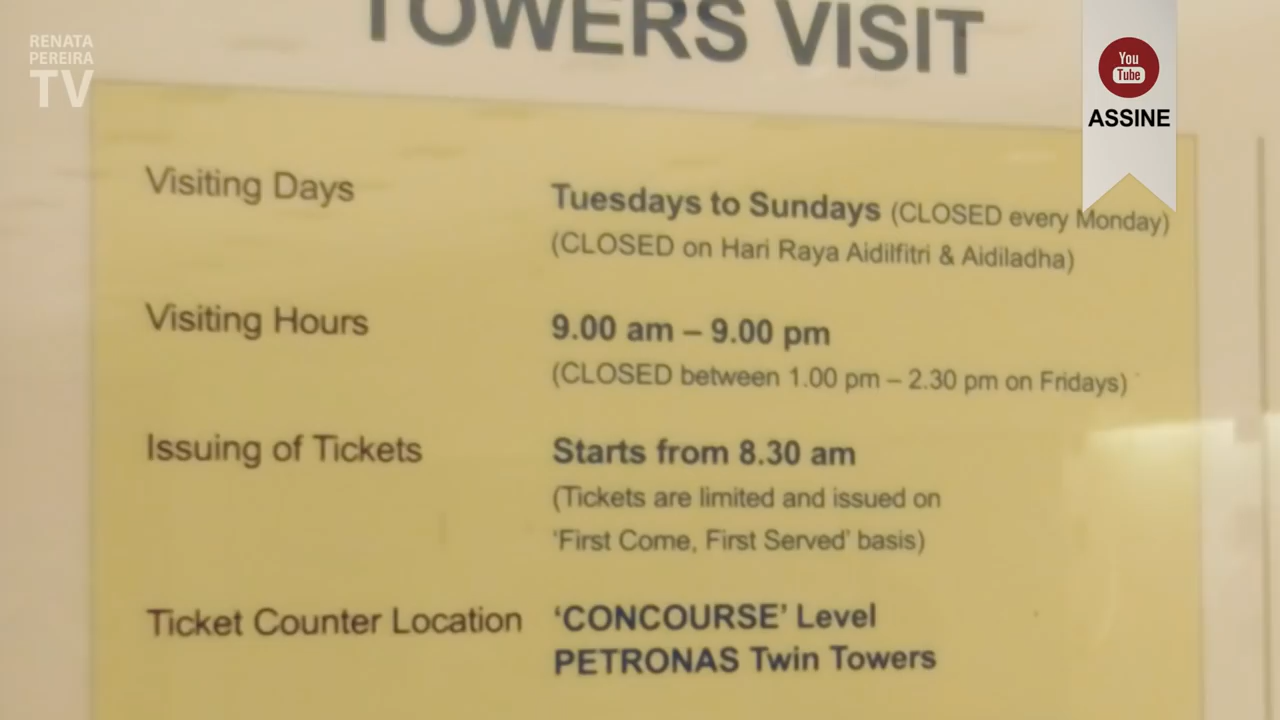 RENATA
PEREIRA
TV
TOWERS VISIT
You
Tube
ASSINE
Visiting Days
Tuesdays to Sundays (CLOSED every Monday)
(CLOSED on Hari Raya Aidilfitri & Aidiladha)
Visiting Hours
9.00 am – 9.00 pm
(CLOSED between 1.00 pm – 2.30 pm on Fridays)
Issuing of Tickets
Starts from 8.30 am
(Tickets are limited and issued on
'First Come, First Served' basis)
Ticket Counter Location
'CONCOURSE' Level
PETRONAS Twin Towers